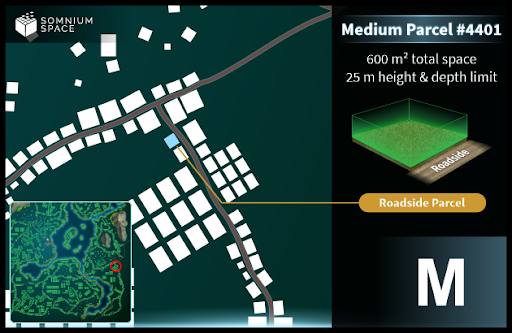 SOMNIUM
SPACE
Medium Parcel #4401
600 m² total space
25 m height & depth limit
Roadside
Roadside Parcel
M